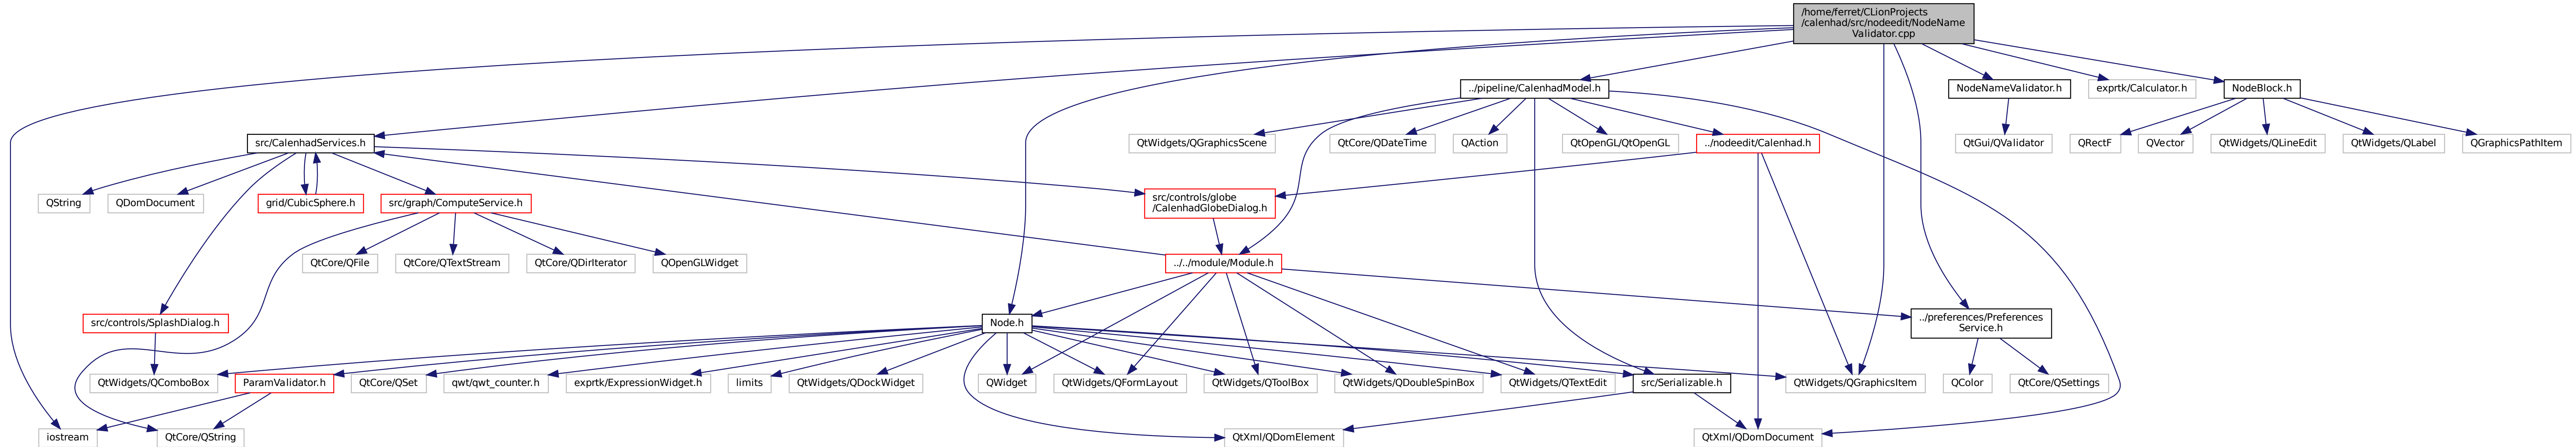 /home/ferret/CLionProjects
/calenhad/src/nodeedit/NodeName
Validator.cpp
../pipeline/CalenhadModel.h
NodeNameValidator.h
exprtk/Calculator.h
NodeBlock.h
src/CalenhadServices.h
QtWidgets/QGraphicsScene
QtCore/QDateTime
QAction
QtOpenGL/QtOpenGL
../nodeedit/Calenhad.h
QtGui/QValidator
QRectF
QVector
QtWidgets/QLineEdit
QtWidgets/QLabel
QGraphicsPathItem
QString
QDomDocument
grid/CubicSphere.h
src/graph/ComputeService.h
src/controls/globe
/CalenhadGlobeDialog.h
QtCore/QFile
QtCore/QTextStream
QtCore/QDirIterator
QOpenGLWidget
../../module/Module.h
src/controls/SplashDialog.h
Node.h
../preferences/Preferences
Service.h
QtWidgets/QComboBox
ParamValidator.h
QtCore/QSet
qwt/qwt_counter.h
exprtk/ExpressionWidget.h
limits
QtWidgets/QDockWidget
QWidget
QtWidgets/QFormLayout
QtWidgets/QToolBox
QtWidgets/QDoubleSpinBox
QtWidgets/QTextEdit
src/Serializable.h
QtWidgets/QGraphicsItem
QColor
QtCore/QSettings
iostream
QtCore/QString
QtXml/QDomElement
QtXml/QDomDocument